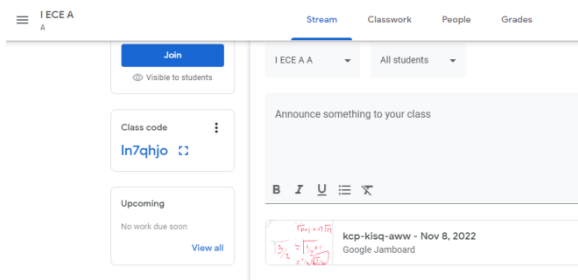 I ECE A
A
Stream
Classwork
People
Grades
Join
Visible to students
Class code
ln7qhjo
Upcoming
No work due soon
View all
I ECE A A
All students
Announce something to your class
B I U
kcp-kisq-aww - Nov 8, 2022
Google Jamboard